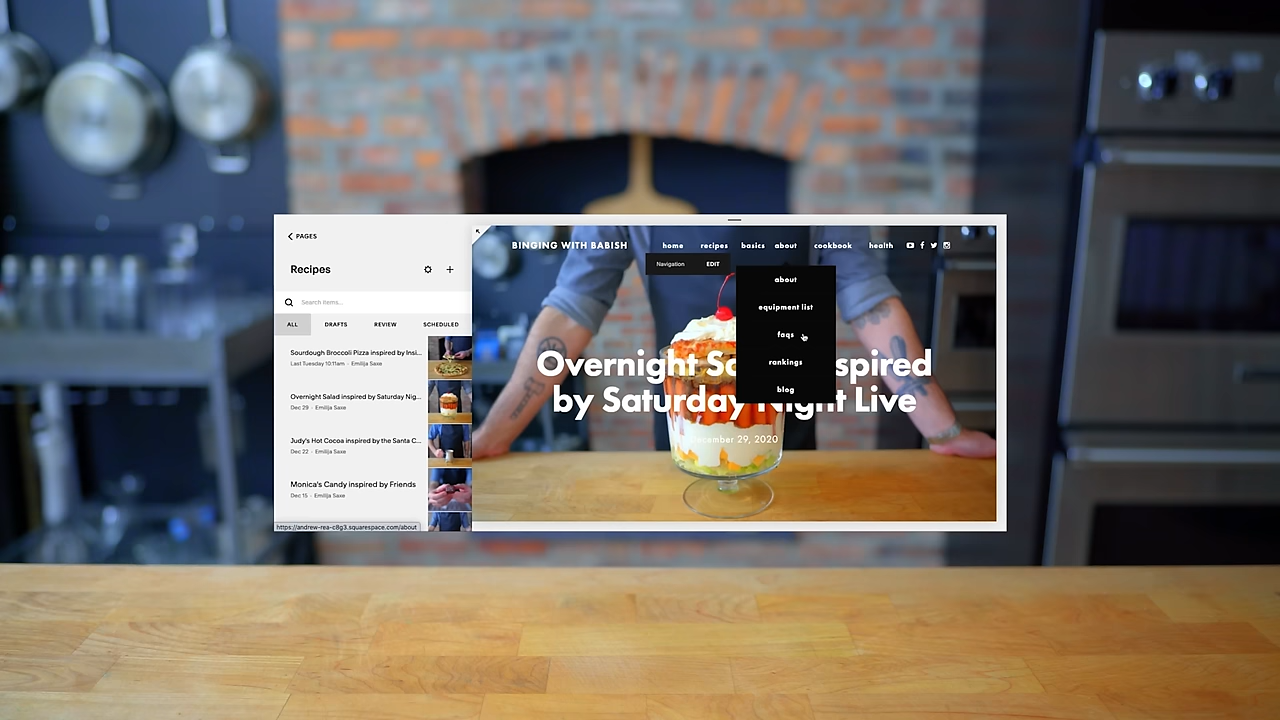 PAGES
Recipes
Search items...
ALL DRAFTS REVIEW SCHEDULED
Sourdough Broccoli Pizza inspired by Insi...
Last Tuesday 10:11am · Emilija Saxe
Overnight Salad inspired by Saturday Nig...
Dec 29 · Emilija Saxe
Judy's Hot Cocoa inspired by the Santa C...
Dec 22 · Emilija Saxe
Monica's Candy inspired by Friends
Dec 15 · Emilija Saxe
https://andrew-rea-c8g3.squarespace.com/about
BINGING WITH BABISH
home recipes basics about cookbook health
Navigation EDIT
about
equipment list
faqs
rankings
blog
Overnight Sa spired
by Saturday Night Live
December 29, 2020